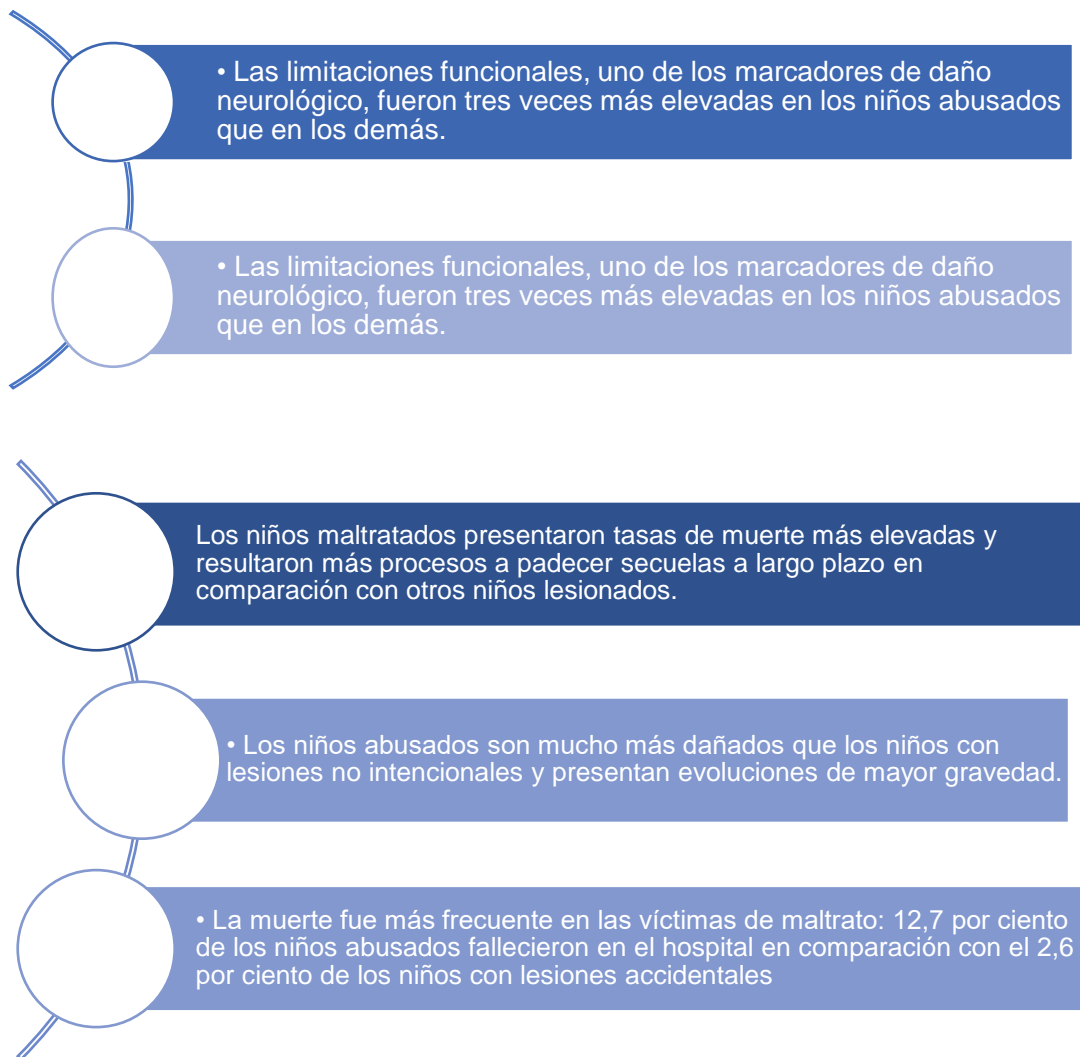 • Las limitaciones funcionales, uno de los marcadores de daño
neurológico, fueron tres veces más elevadas en los niños abusados
que en los demás.
• Las limitaciones funcionales, uno de los marcadores de daño
neurológico, fueron tres veces más elevadas en los niños abusados
que en los demás.
Los niños maltratados presentaron tasas de muerte más elevadas y
resultaron más procesos a padecer secuelas a largo plazo en
comparación con otros niños lesionados.
• Los niños abusados son mucho más dañados que los niños con
lesiones no intencionales y presentan evoluciones de mayor gravedad.
• La muerte fue más frecuente en las víctimas de maltrato: 12,7 por ciento
de los niños abusados fallecieron en el hospital en comparación con el 2,6
por ciento de los niños con lesiones accidentales